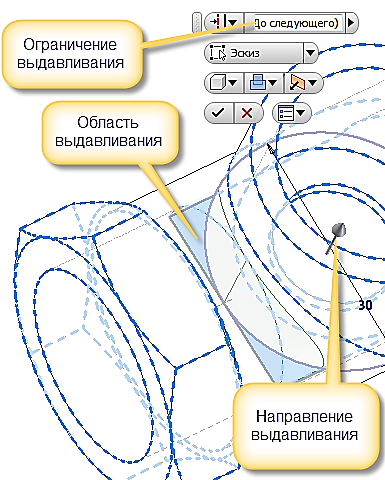 До следующего)
Ограничение
выдавливания
Эскиз
Область
выдавливания
30
Направление
выдавливания